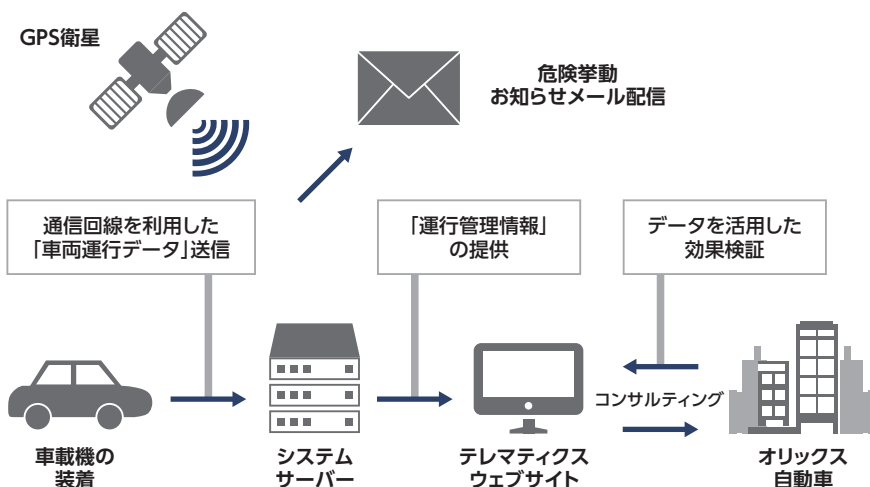 GPS衛星
危険挙動
お知らせメール配信
通信回線を利用した
「車両運行データ」送信
「運行管理情報」
の提供
データを活用した
効果検証
コンサルティング
車載機の
装着
システム
サーバー
テレマティクス
ウェブサイト
オリックス
自動車